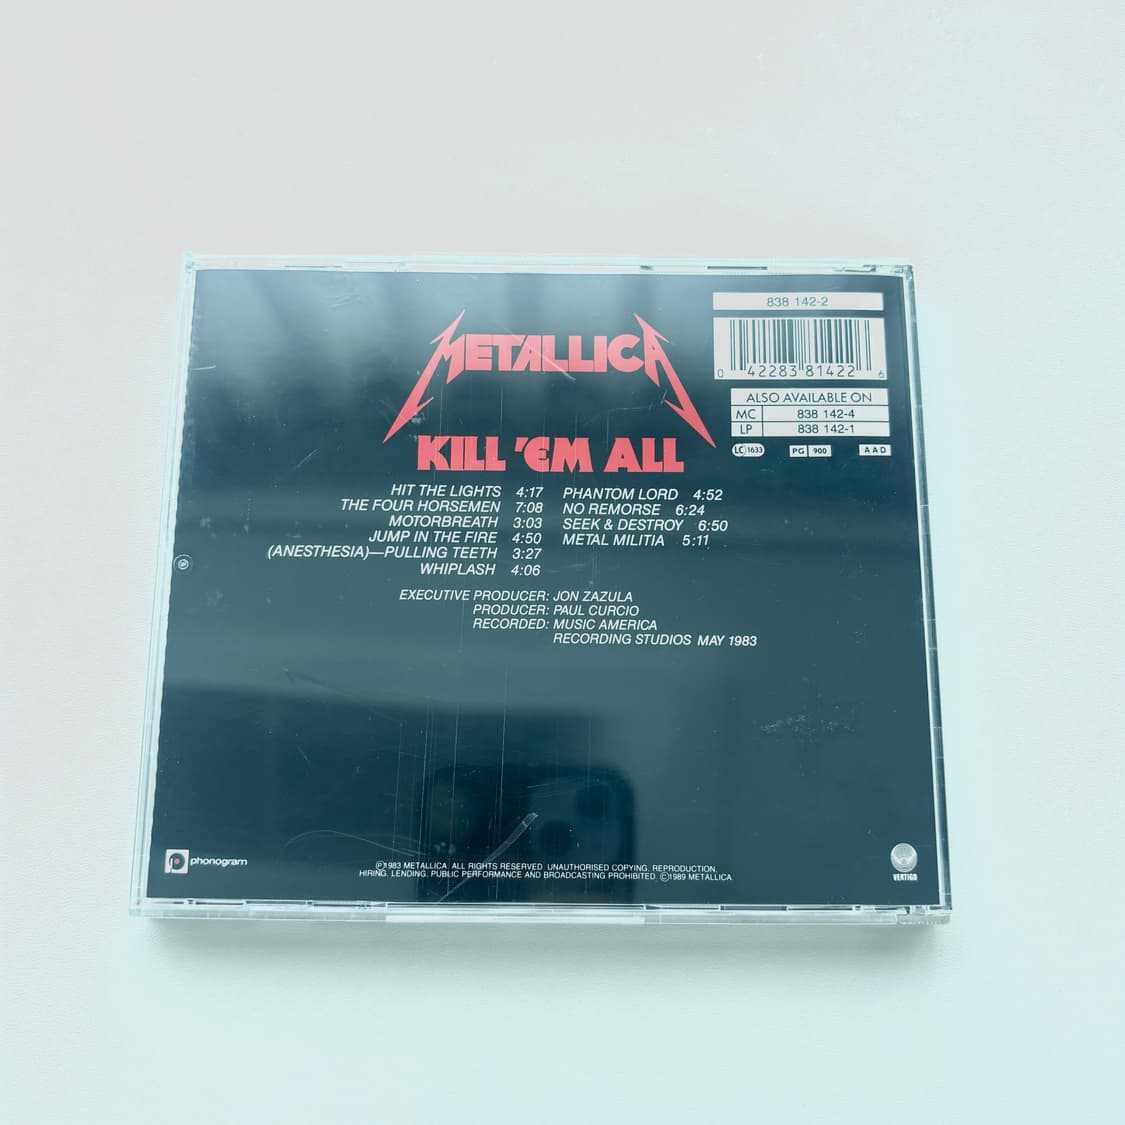 838 142-2
0 42283 81422 6
ALSO AVAILABLE ON
MC 838 142-4
LP 838 142-1
LC 1633 PG 900 AAD
METALLICA
KILL 'EM ALL
HIT THE LIGHTS 4:17
THE FOUR HORSEMEN 7:08
MOTORBREATH 3:03
JUMP IN THE FIRE 4:50
(ANESTHESIA)—PULLING TEETH 3:27
WHIPLASH 4:06
PHANTOM LORD 4:52
NO REMORSE 6:24
SEEK & DESTROY 6:50
METAL MILITIA 5:11
EXECUTIVE PRODUCER: JON ZAZULA
PRODUCER: PAUL CURCIO
RECORDED: MUSIC AMERICA
RECORDING STUDIOS MAY 1983
phonogram
Ⓟ1983 METALLICA. ALL RIGHTS RESERVED. UNAUTHORISED COPYING, REPRODUCTION,
HIRING, LENDING, PUBLIC PERFORMANCE AND BROADCASTING PROHIBITED. ©1989 METALLICA.
VERTIGO